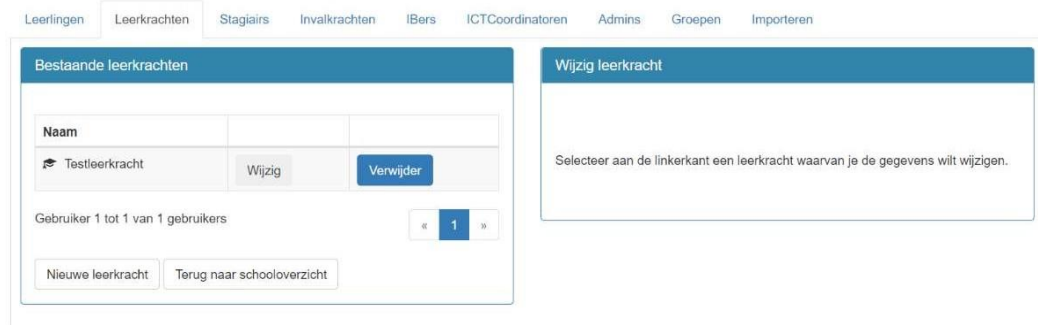 Leerlingen Leerkrachten Stagiairs Invalkrachten IBers ICTCoordinatoren Admins Groepen Importeren
Bestaande leerkrachten
Naam
Testleerkracht Wijzig Verwijder
Gebruiker 1 tot 1 van 1 gebruikers
« 1 »
Nieuwe leerkracht Terug naar schooloverzicht
Wijzig leerkracht
Selecteer aan de linkerkant een leerkracht waarvan je de gegevens wilt wijzigen.